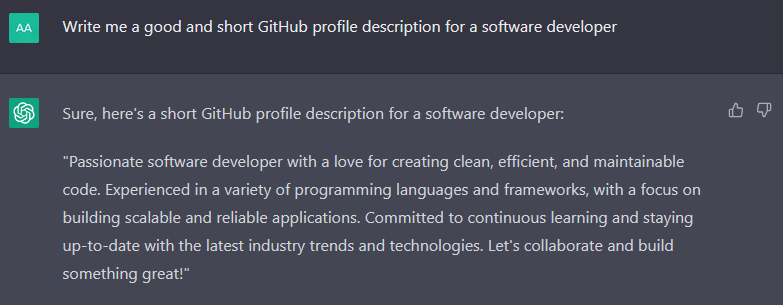 AA
Write me a good and short GitHub profile description for a software developer
Sure, here's a short GitHub profile description for a software developer:
"Passionate software developer with a love for creating clean, efficient, and maintainable
code. Experienced in a variety of programming languages and frameworks, with a focus on
building scalable and reliable applications. Committed to continuous learning and staying
up-to-date with the latest industry trends and technologies. Let's collaborate and build
something great!"